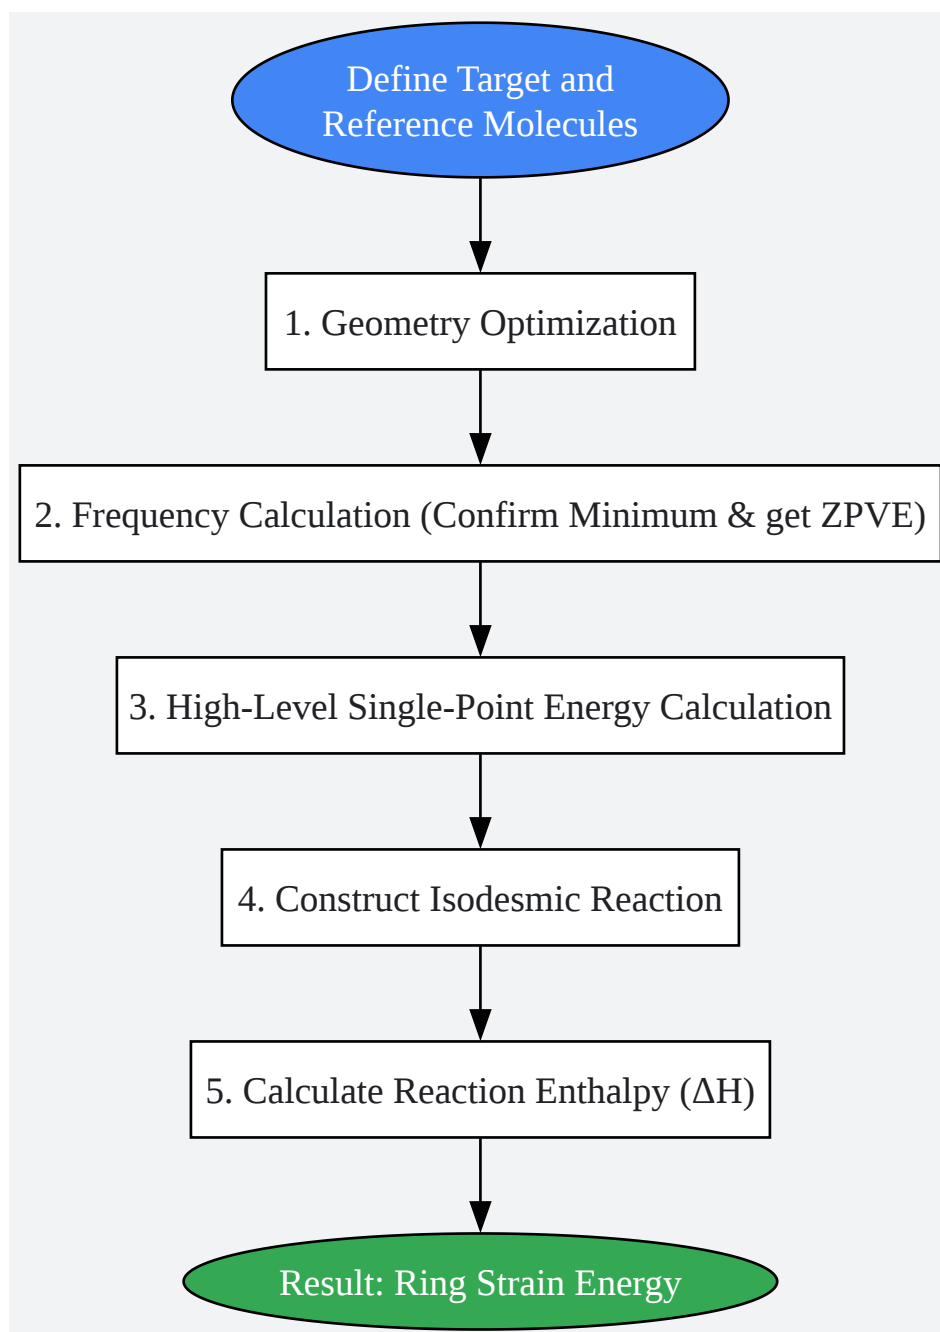 Define Target and
Reference Molecules
1. Geometry Optimization
2. Frequency Calculation (Confirm Minimum & get ZPVE)
3. High-Level Single-Point Energy Calculation
4. Construct Isodesmic Reaction
5. Calculate Reaction Enthalpy (ΔH)
Result: Ring Strain Energy